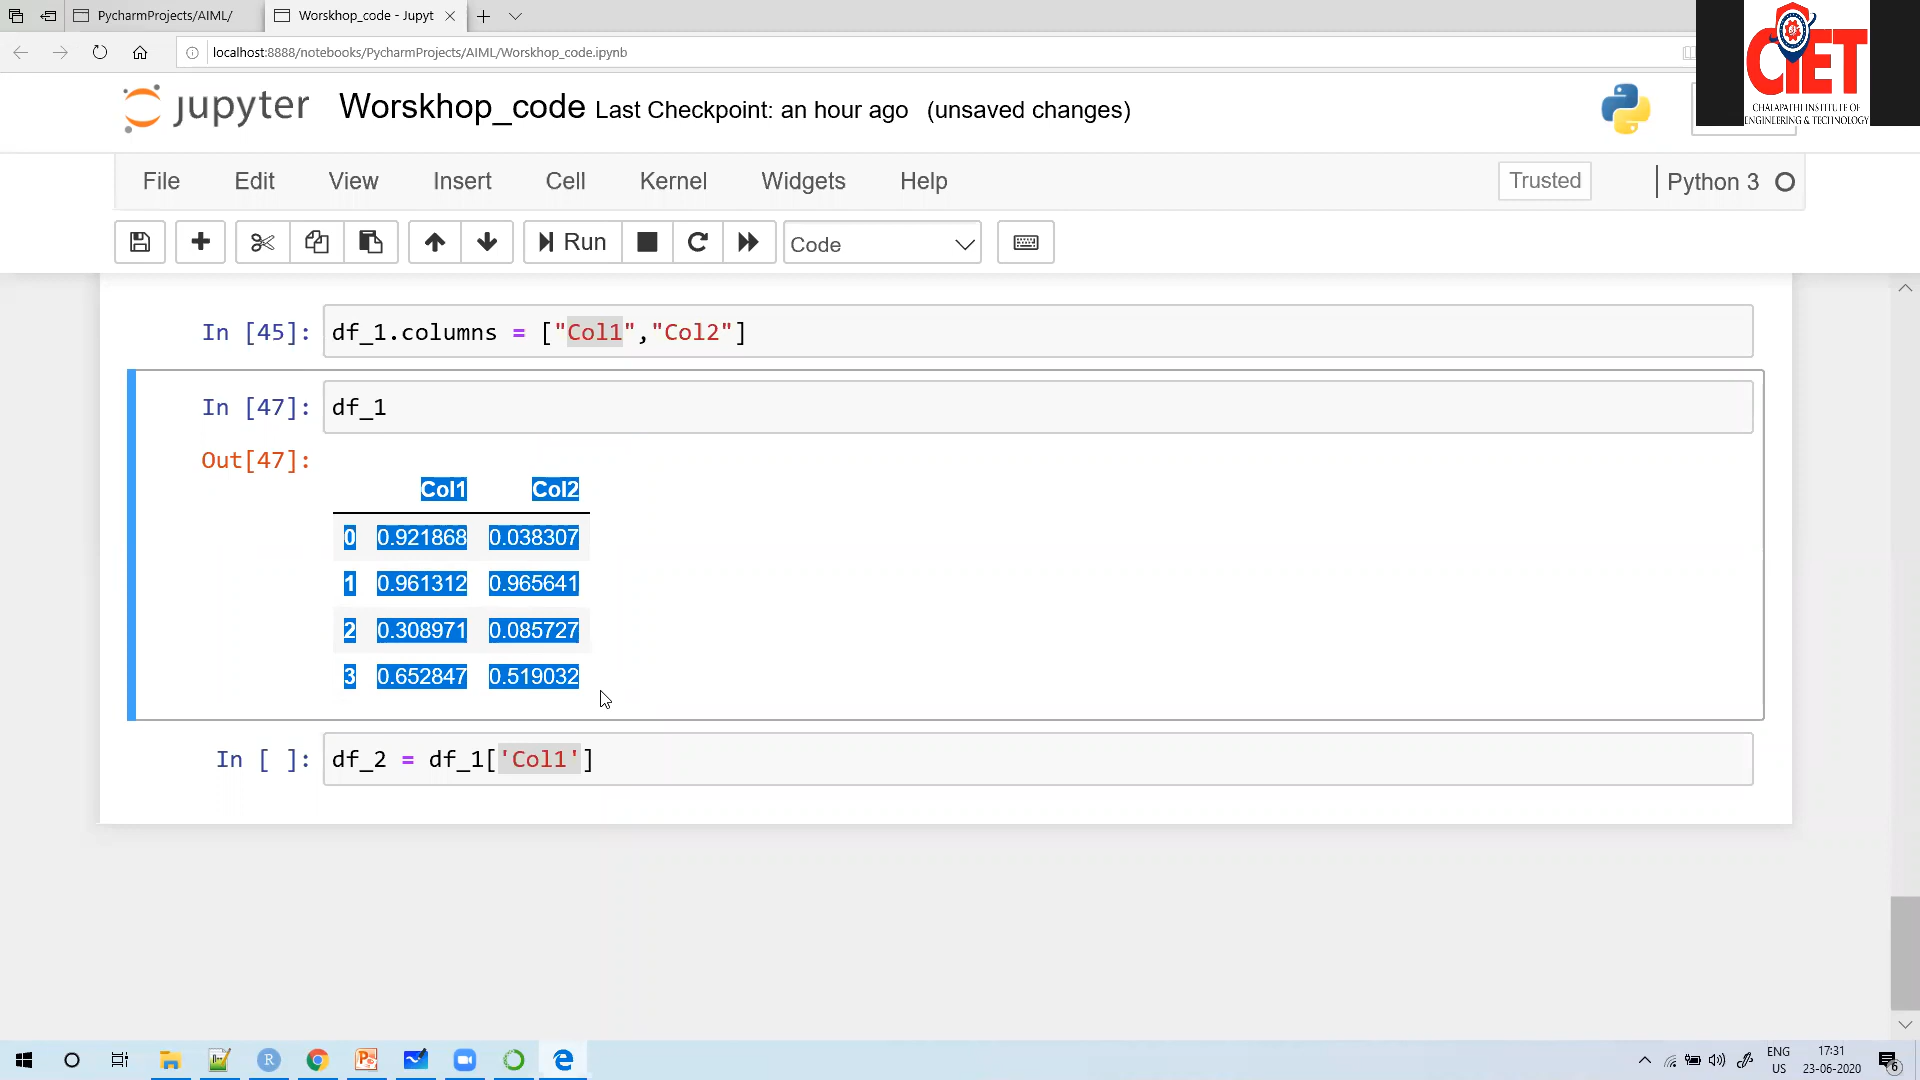 PycharmProjects/AIML/
Worskhop_code - Jupyt
localhost:8888/notebooks/PycharmProjects/AIML/Worskhop_code.ipynb
CIET
CHALAPATHI INSTITUTE OF
ENGINEERING & TECHNOLOGY
jupyter Worskhop_code Last Checkpoint: an hour ago (unsaved changes)
File Edit View Insert Cell Kernel Widgets Help Trusted Python 3
Run Code
In [45]: df_1.columns = ["Col1","Col2"]
In [47]: df_1
Out[47]:
Col1 Col2
0 0.921868 0.038307
1 0.961312 0.965641
2 0.308971 0.085727
3 0.652847 0.519032
In [ ]: df_2 = df_1['Col1']
ENG
US
17:31
23-06-2020
6